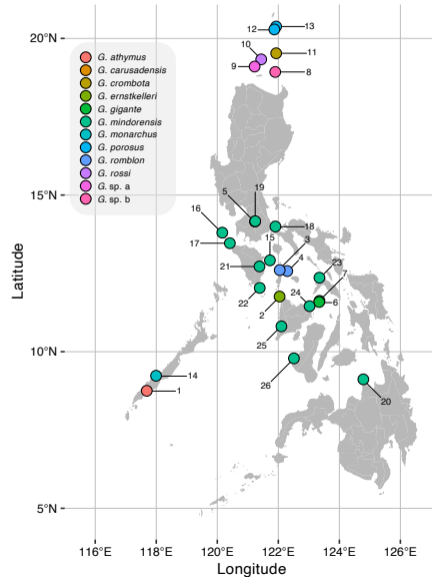 20°N
15°N
10°N
5°N
Latitude
G. athymus
G. carusadensis
G. crombota
G. ernstkelleri
G. gigante
G. mindorensis
G. monarchus
G. porosus
G. romblon
G. rossi
G. sp. a
G. sp. b
12
13
10
11
9
8
5
19
16
18
17
15
3
4
21
23
7
22
24
6
2
25
26
14
1
20
116°E 118°E 120°E 122°E 124°E 126°E
Longitude